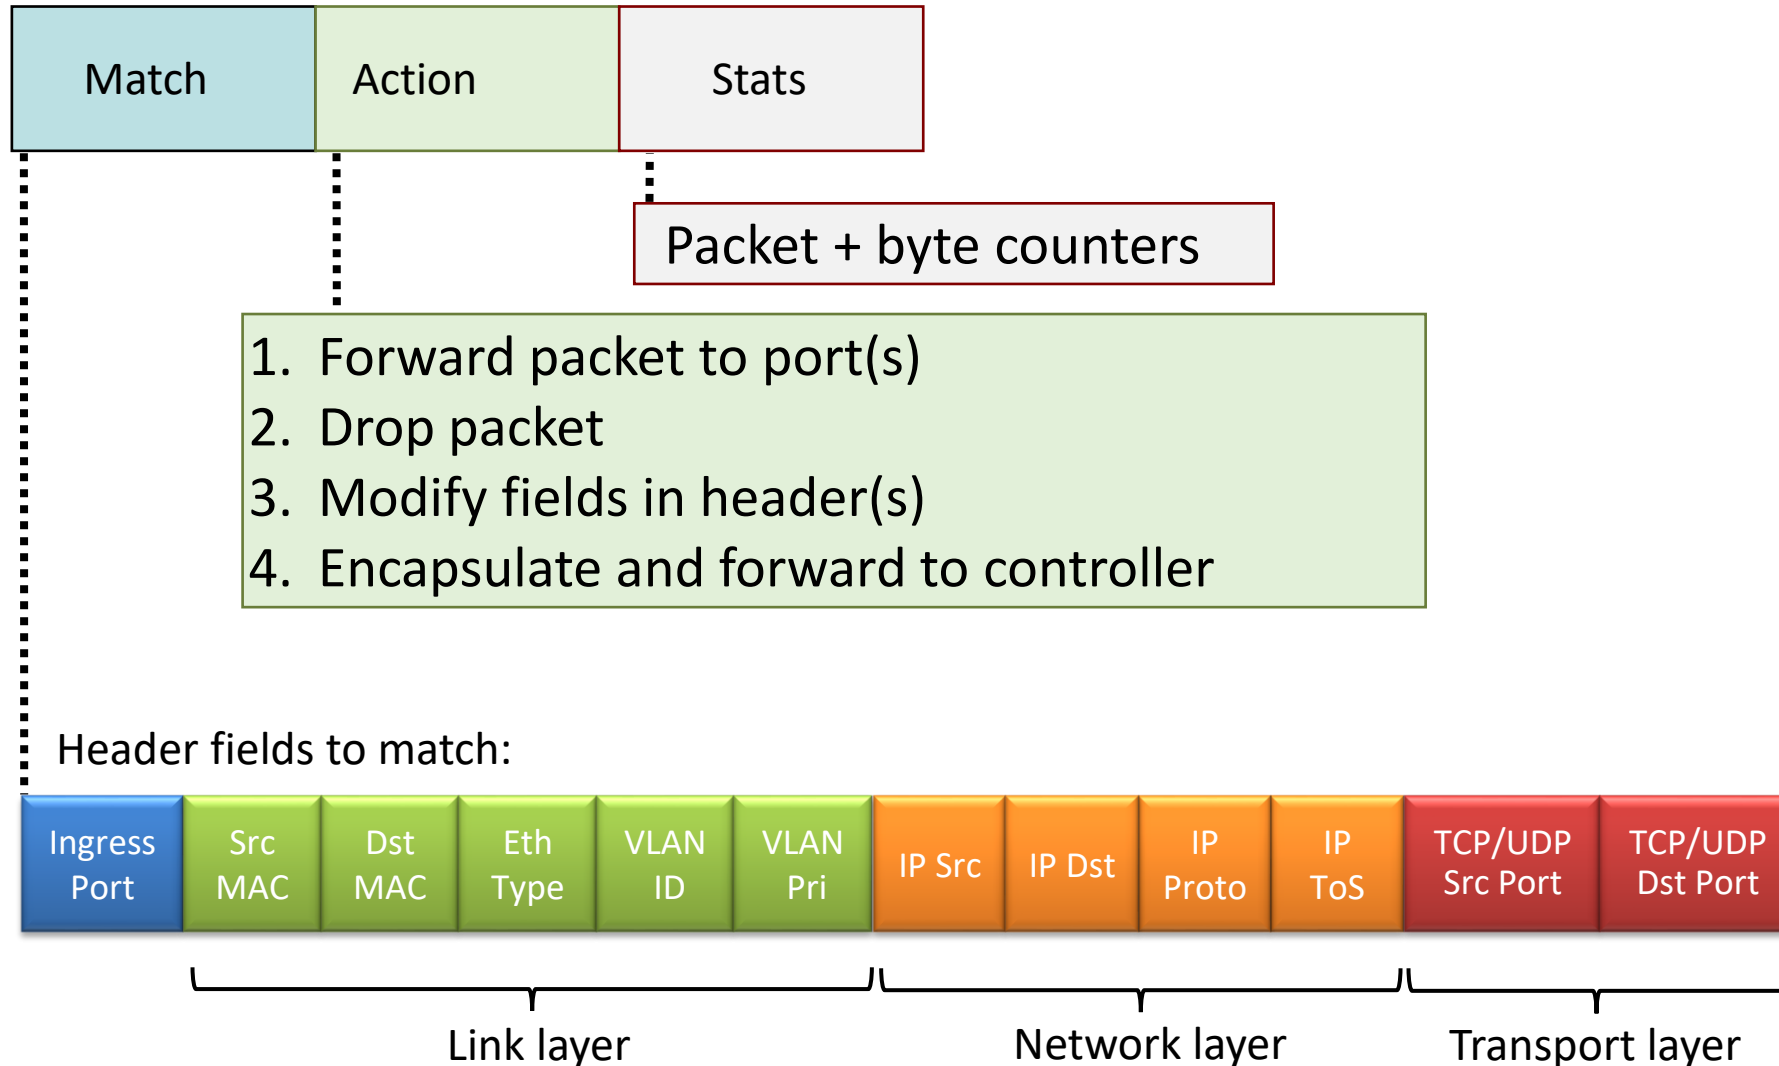 Match
Action
Stats
Packet + byte counters
1. Forward packet to port(s)
2. Drop packet
3. Modify fields in header(s)
4. Encapsulate and forward to controller
Header fields to match:
Ingress
Port
Src
MAC
Dst
MAC
Eth
Type
VLAN
ID
VLAN
Pri
IP Src
IP Dst
IP
Proto
IP
ToS
TCP/UDP
Src Port
TCP/UDP
Dst Port
Link layer
Network layer
Transport layer